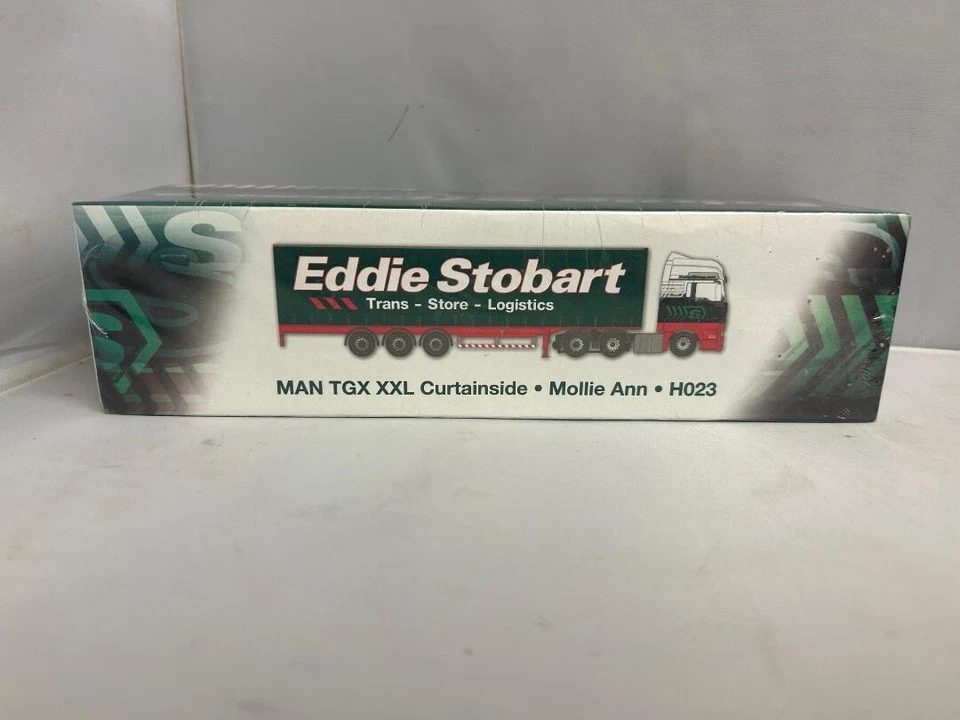 Eddie Stobart
Trans - Store - Logistics
MAN TGX XXL Curtainside • Mollie Ann • H023